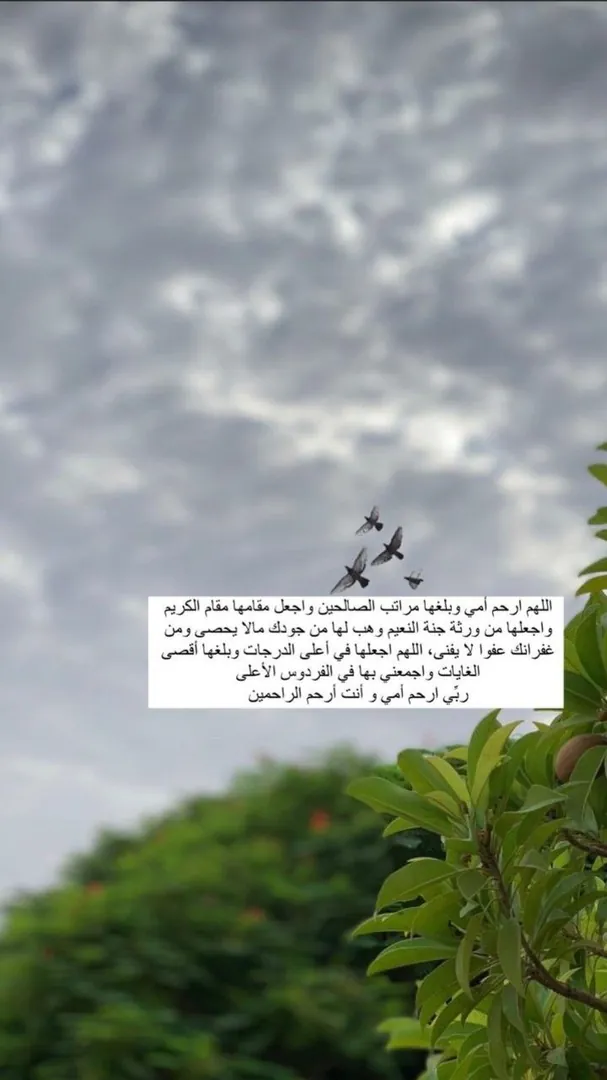 اللهم ارحم أمي وبلغها مراتب الصالحين واجعل مقامها مقام الكريم
واجعلها من ورثة جنة النعيم وهب لها من جودك مالا يحصى ومن
غفرانك عفوا لا يفنى، اللهم اجعلها في أعلى الدرجات وبلغها أقصى
الغايات واجمعني بها في الفردوس الأعلى
ربّي ارحم أمي و أنت أرحم الراحمين